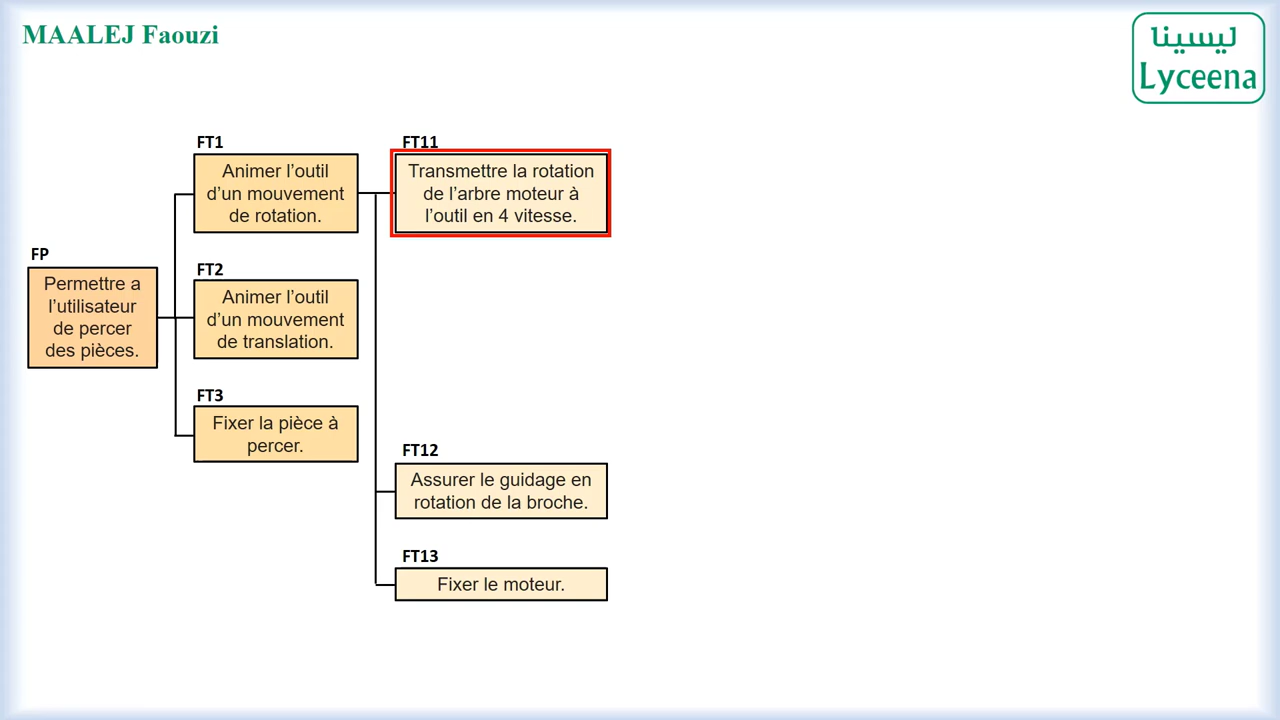 MAALEJ Faouzi
ليسينا
Lyceena
FT1
Animer l’outil
d’un mouvement
de rotation.
FT11
Transmettre la rotation
de l’arbre moteur à
l’outil en 4 vitesse.
FP
Permettre a
l’utilisateur
de percer
des pièces.
FT2
Animer l’outil
d’un mouvement
de translation.
FT3
Fixer la pièce à
percer.
FT12
Assurer le guidage en
rotation de la broche.
FT13
Fixer le moteur.